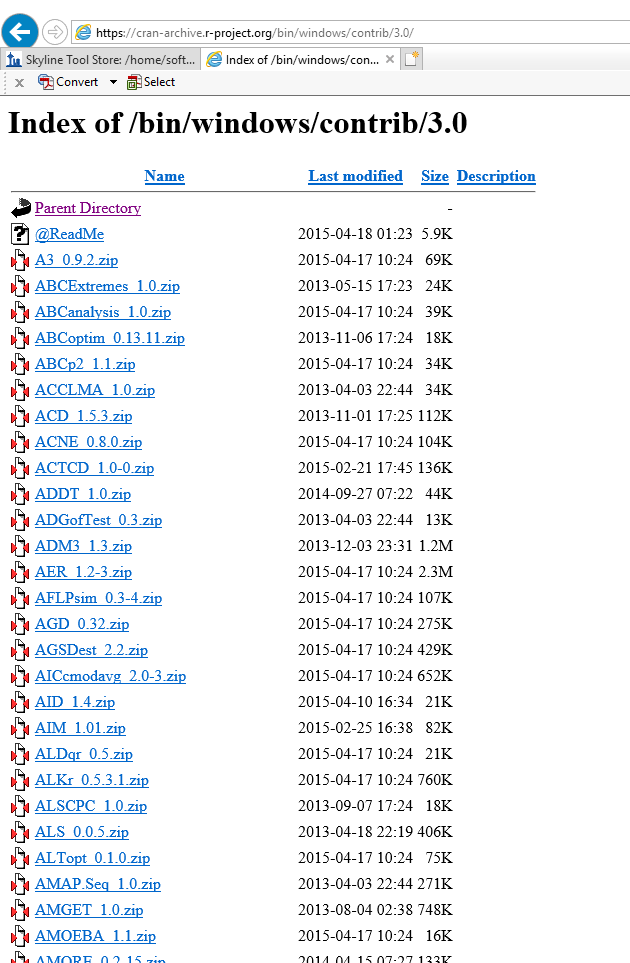 https://cran-archive.r-project.org/bin/windows/contrib/3.0/
Skyline Tool Store: /home/soft... Index of /bin/windows/con...
Convert Select
Index of /bin/windows/contrib/3.0
Name Last modified Size Description
Parent Directory -
@ReadMe 2015-04-18 01:23 5.9K
A3_0.9.2.zip 2015-04-17 10:24 69K
ABCExtremes_1.0.zip 2013-05-15 17:23 24K
ABCanalysis_1.0.zip 2015-04-17 10:24 39K
ABCoptim_0.13.11.zip 2013-11-06 17:24 18K
ABCp2_1.1.zip 2015-04-17 10:24 34K
ACCLMA_1.0.zip 2013-04-03 22:44 34K
ACD_1.5.3.zip 2013-11-01 17:25 112K
ACNE_0.8.0.zip 2015-04-17 10:24 104K
ACTCD_1.0-0.zip 2015-02-21 17:45 136K
ADDT_1.0.zip 2014-09-27 07:22 44K
ADGofTest_0.3.zip 2013-04-03 22:44 13K
ADM3_1.3.zip 2013-12-03 23:31 1.2M
AER_1.2-3.zip 2015-04-17 10:24 2.3M
AFLPsim_0.3-4.zip 2015-04-17 10:24 107K
AGD_0.32.zip 2015-04-17 10:24 275K
AGSDest_2.2.zip 2015-04-17 10:24 429K
AICcmodavg_2.0-3.zip 2015-04-17 10:24 652K
AID_1.4.zip 2015-04-10 16:34 21K
AIM_1.01.zip 2015-02-25 16:38 82K
ALDqr_0.5.zip 2015-04-17 10:24 21K
ALKr_0.5.3.1.zip 2015-04-17 10:24 760K
ALSCPC_1.0.zip 2013-09-07 17:24 18K
ALS_0.0.5.zip 2013-04-18 22:19 406K
ALTopt_0.1.0.zip 2015-04-17 10:24 75K
AMAP.Seq_1.0.zip 2013-04-03 22:44 271K
AMGET_1.0.zip 2013-08-04 02:38 748K
AMOEBA_1.1.zip 2015-04-17 10:24 16K
AMORE_0.2-15.zip 2014-04-15 07:27 133K